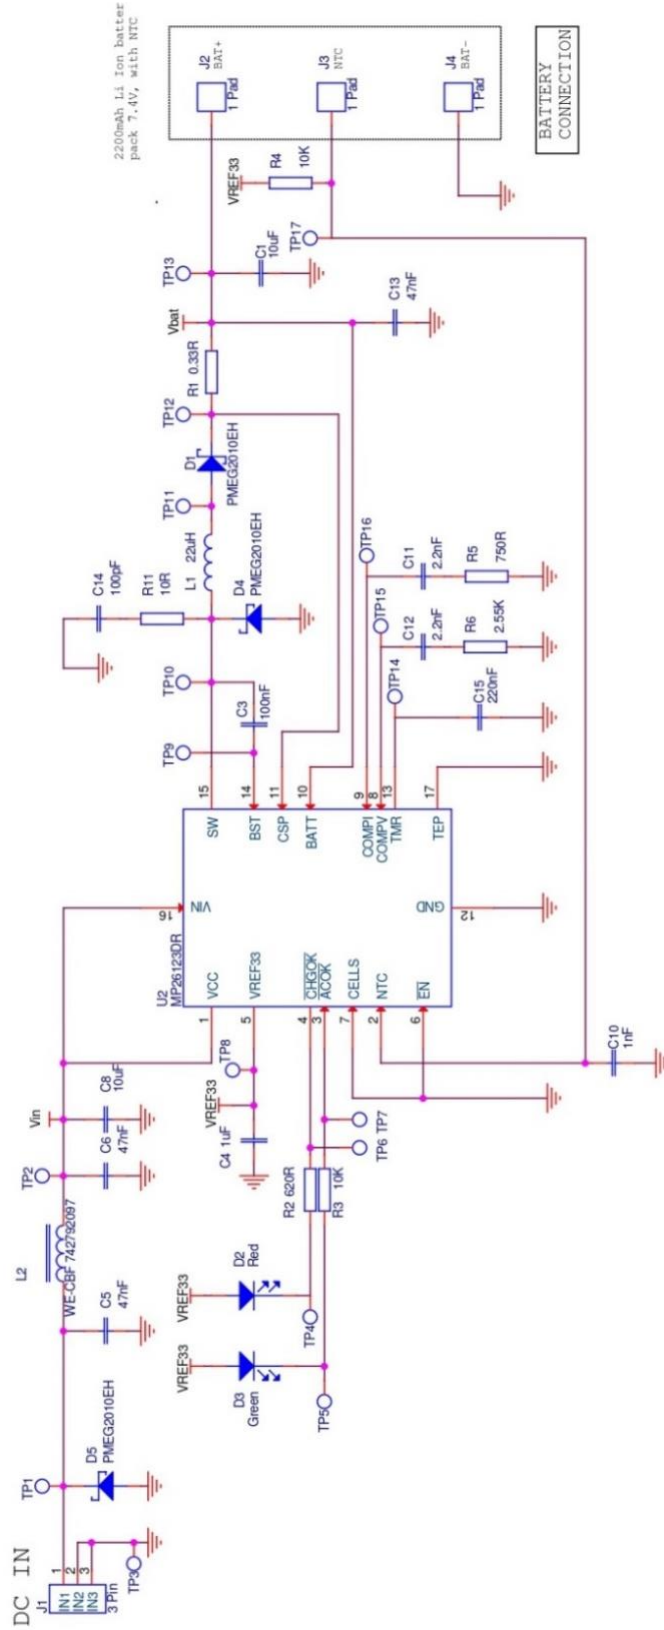 DC IN
J1
IN1
IN2
IN3
1
2
3
3 Pin
TP3
TP1
D5
PMEG2010EH
L2
WE-CBF 742792097
C5
47nF
TP2
C6
47nF
Vin
C8
10uF
VREF33
D3
Green
TP5
VREF33
D2
Red
TP4
R2 620R
R3 10K
TP6
TP7
C4 1uF
VREF33
TP8
U2
MP26123DR
1
VCC
5
VREF33
4
CHGOK
3
ACOK
7
CELLS
2
NTC
6
EN
16
VIN
12
GND
15
SW
14
BST
11
CSP
10
BATT
9
COMPI
8
COMPV
13
TMR
17
TEP
C10
1nF
TP9
TP10
C3
100nF
C14
100pF
R11
10R
L1 22uH
D4
PMEG2010EH
TP11
D1
PMEG2010EH
TP12
R1 0.33R
TP14
TP15
TP16
C15
220nF
C12
2.2nF
R6
2.55K
C11
2.2nF
R5
750R
Vbat
C13
47nF
TP13
C1
10uF
TP17
VREF33
R4
10K
2200mAh Li Ion batter
pack 7.4V, with NTC
J2
BAT+
1 Pad
J3
NTC
1 Pad
J4
BAT-
1 Pad
BATTERY
CONNECTION